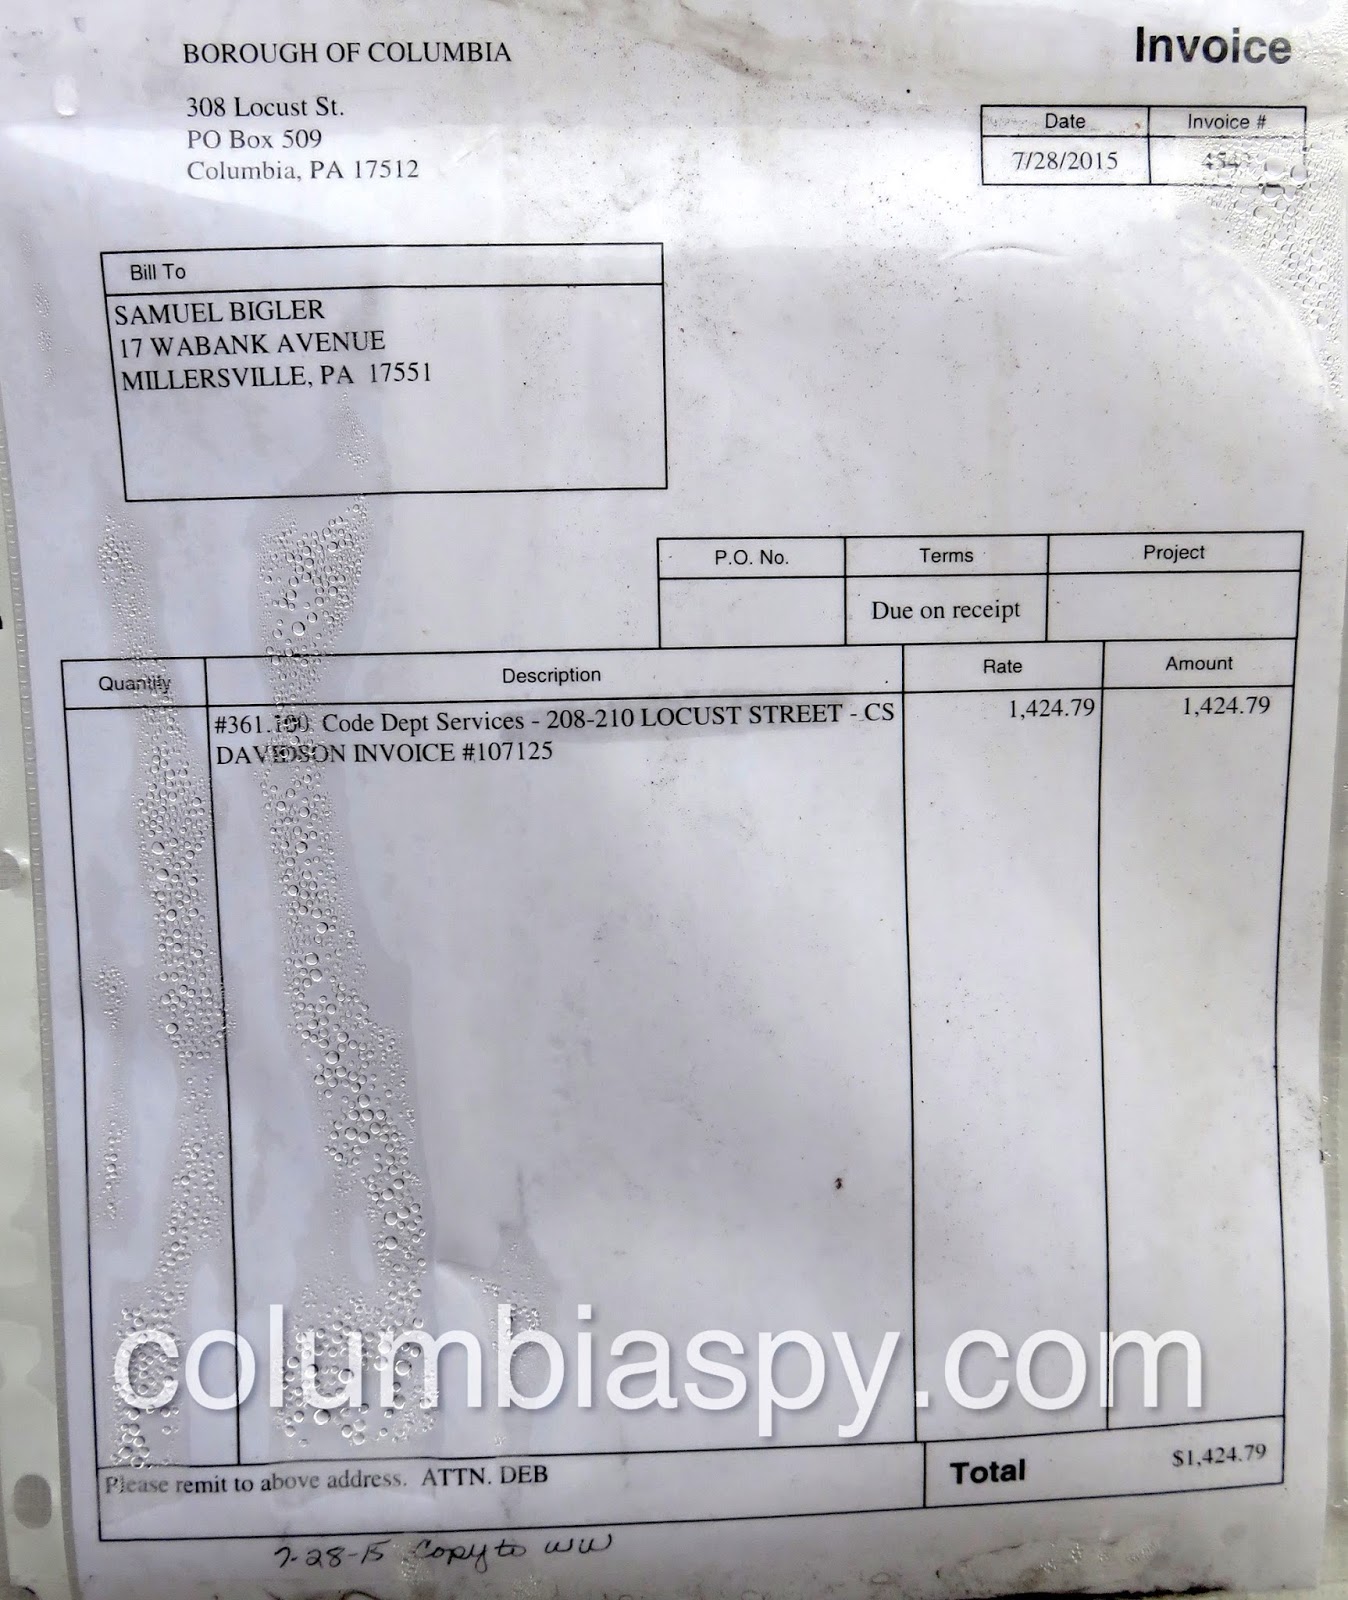 BOROUGH OF COLUMBIA
Invoice
308 Locust St.
PO Box 509
Columbia, PA 17512
Date Invoice #
7/28/2015
Bill To
SAMUEL BIGLER
17 WABANK AVENUE
MILLERSVILLE, PA 17551
P.O. No. Terms Project
Due on receipt
Quantity Description Rate Amount
#361.100 Code Dept Services - 208-210 LOCUST STREET - CS 1,424.79 1,424.79
DAVIDSON INVOICE #107125
columbiaspy.com
Please remit to above address. ATTN. DEB
Total $1,424.79
7-28-15 Copy to WW